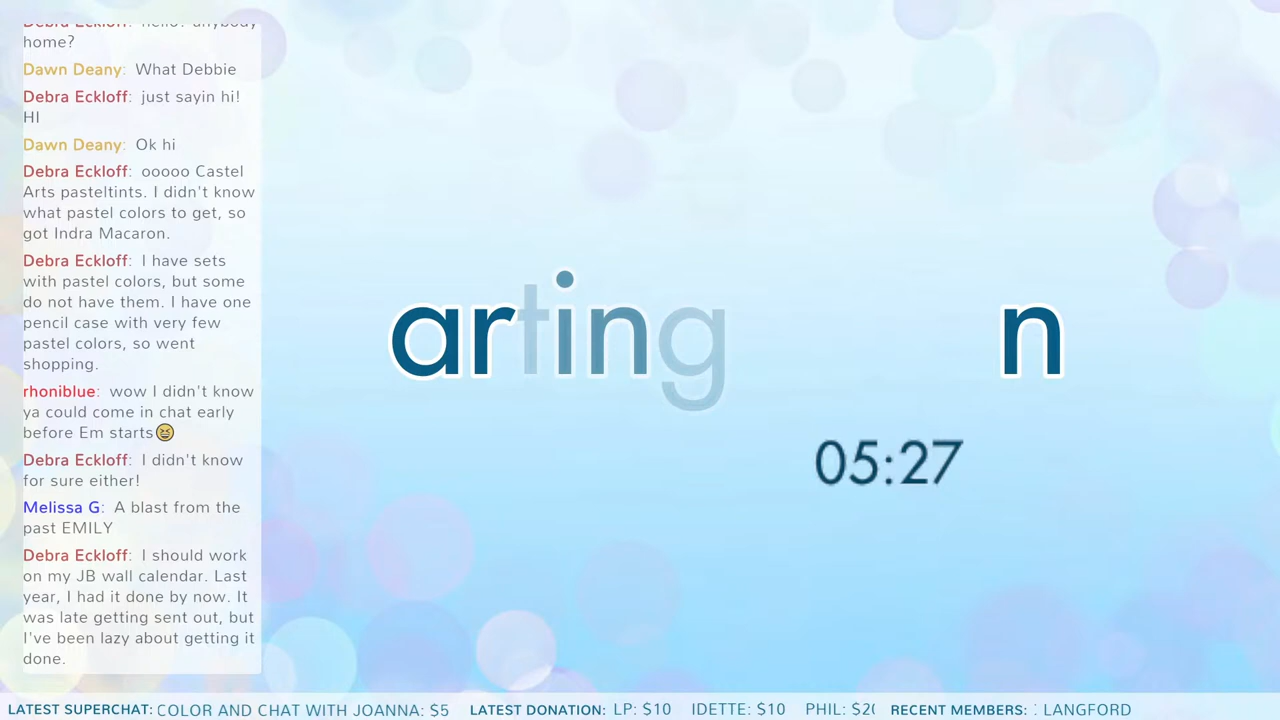 Debra Eckloff: hello? anybody
home?
Dawn Deany: What Debbie
Debra Eckloff: just sayin hi!
HI
Dawn Deany: Ok hi
Debra Eckloff: ooooo Castel
Arts pasteltints. I didn't know
what pastel colors to get, so
got Indra Macaron.
Debra Eckloff: I have sets
with pastel colors, but some
do not have them. I have one
pencil case with very few
pastel colors, so went
shopping.
rhoniblue: wow I didn't know
ya could come in chat early
before Em starts😆
Debra Eckloff: I didn't know
for sure either!
Melissa G: A blast from the
past EMILY
Debra Eckloff: I should work
on my JB wall calendar. Last
year, I had it done by now. It
was late getting sent out, but
I've been lazy about getting it
done.
arting n
05:27
LATEST SUPERCHAT: COLOR AND CHAT WITH JOANNA: $5 LATEST DONATION: LP: $10 IDETTE: $10 PHIL: $20 RECENT MEMBERS: : LANGFORD